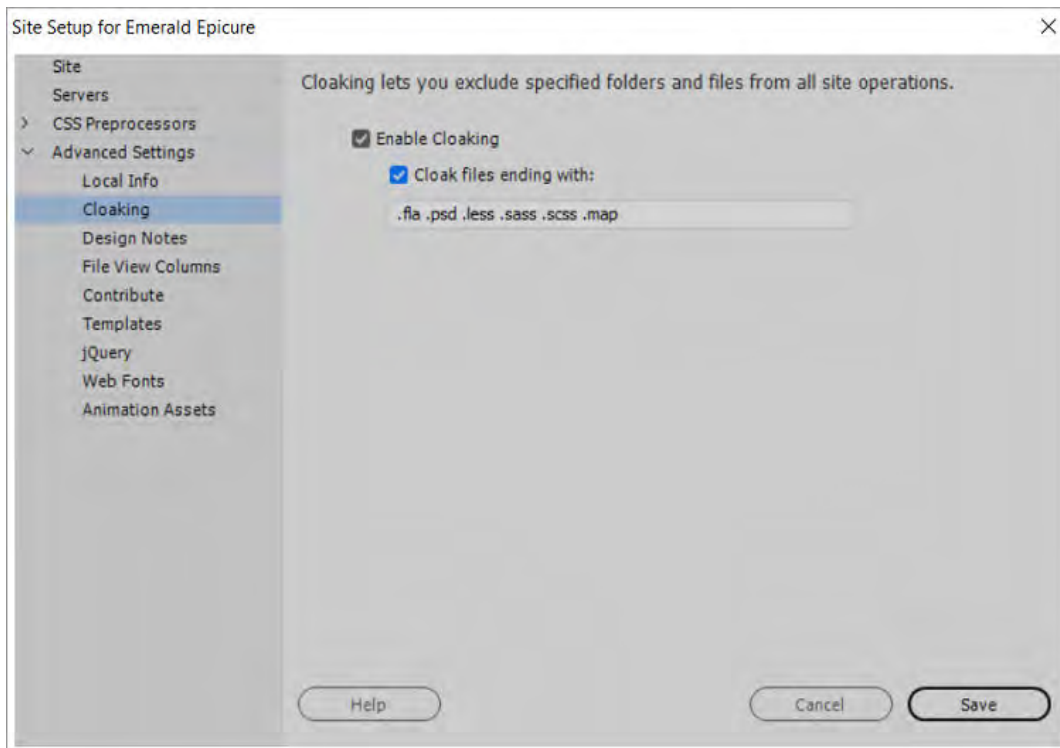 Site Setup for Emerald Epicure
Site
Servers
CSS Preprocessors
Advanced Settings
Local Info
Cloaking
Design Notes
File View Columns
Contribute
Templates
jQuery
Web Fonts
Animation Assets
Cloaking lets you exclude specified folders and files from all site operations.
Enable Cloaking
Cloak files ending with:
.fla .psd .less .sass .scss .map
Help
Cancel
Save